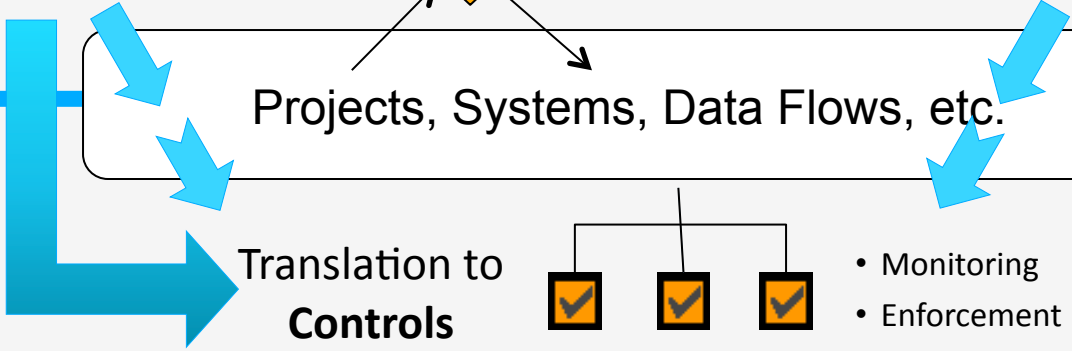 Projects, Systems, Data Flows, etc.
Translation to
Controls
• Monitoring
• Enforcement